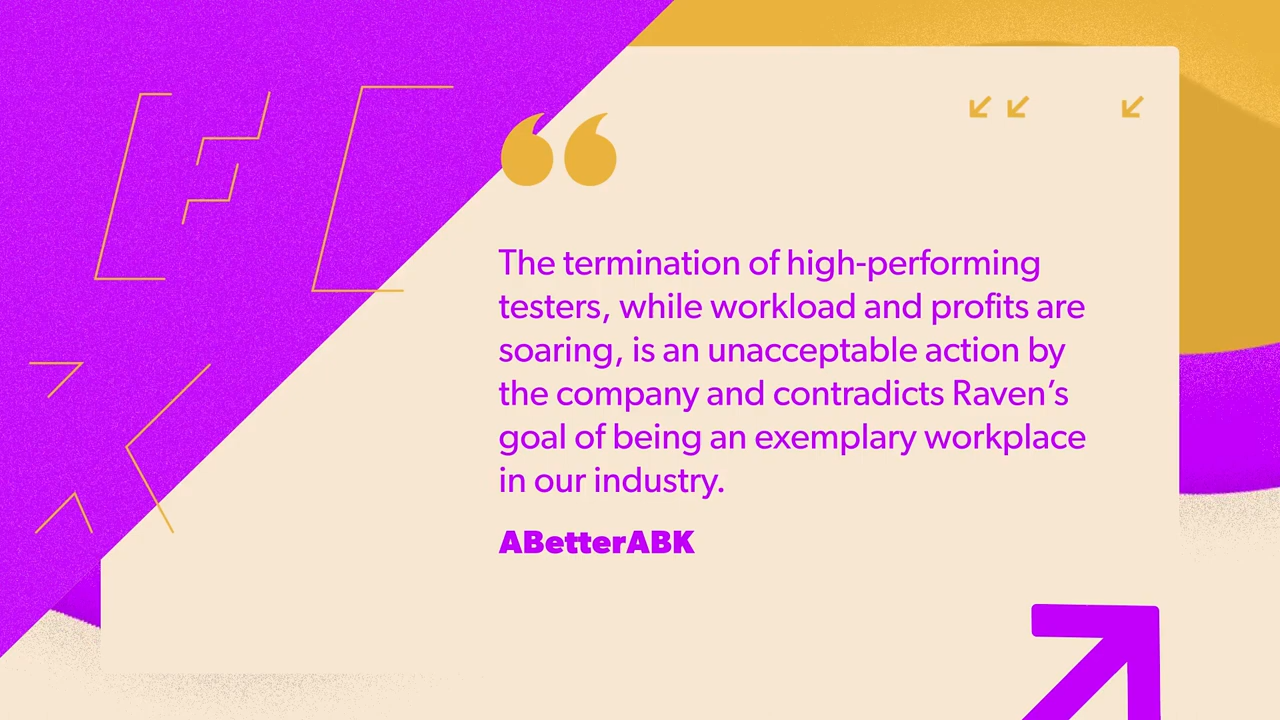 “
The termination of high-performing
testers, while workload and profits are
soaring, is an unacceptable action by
the company and contradicts Raven’s
goal of being an exemplary workplace
in our industry.
ABetterABK